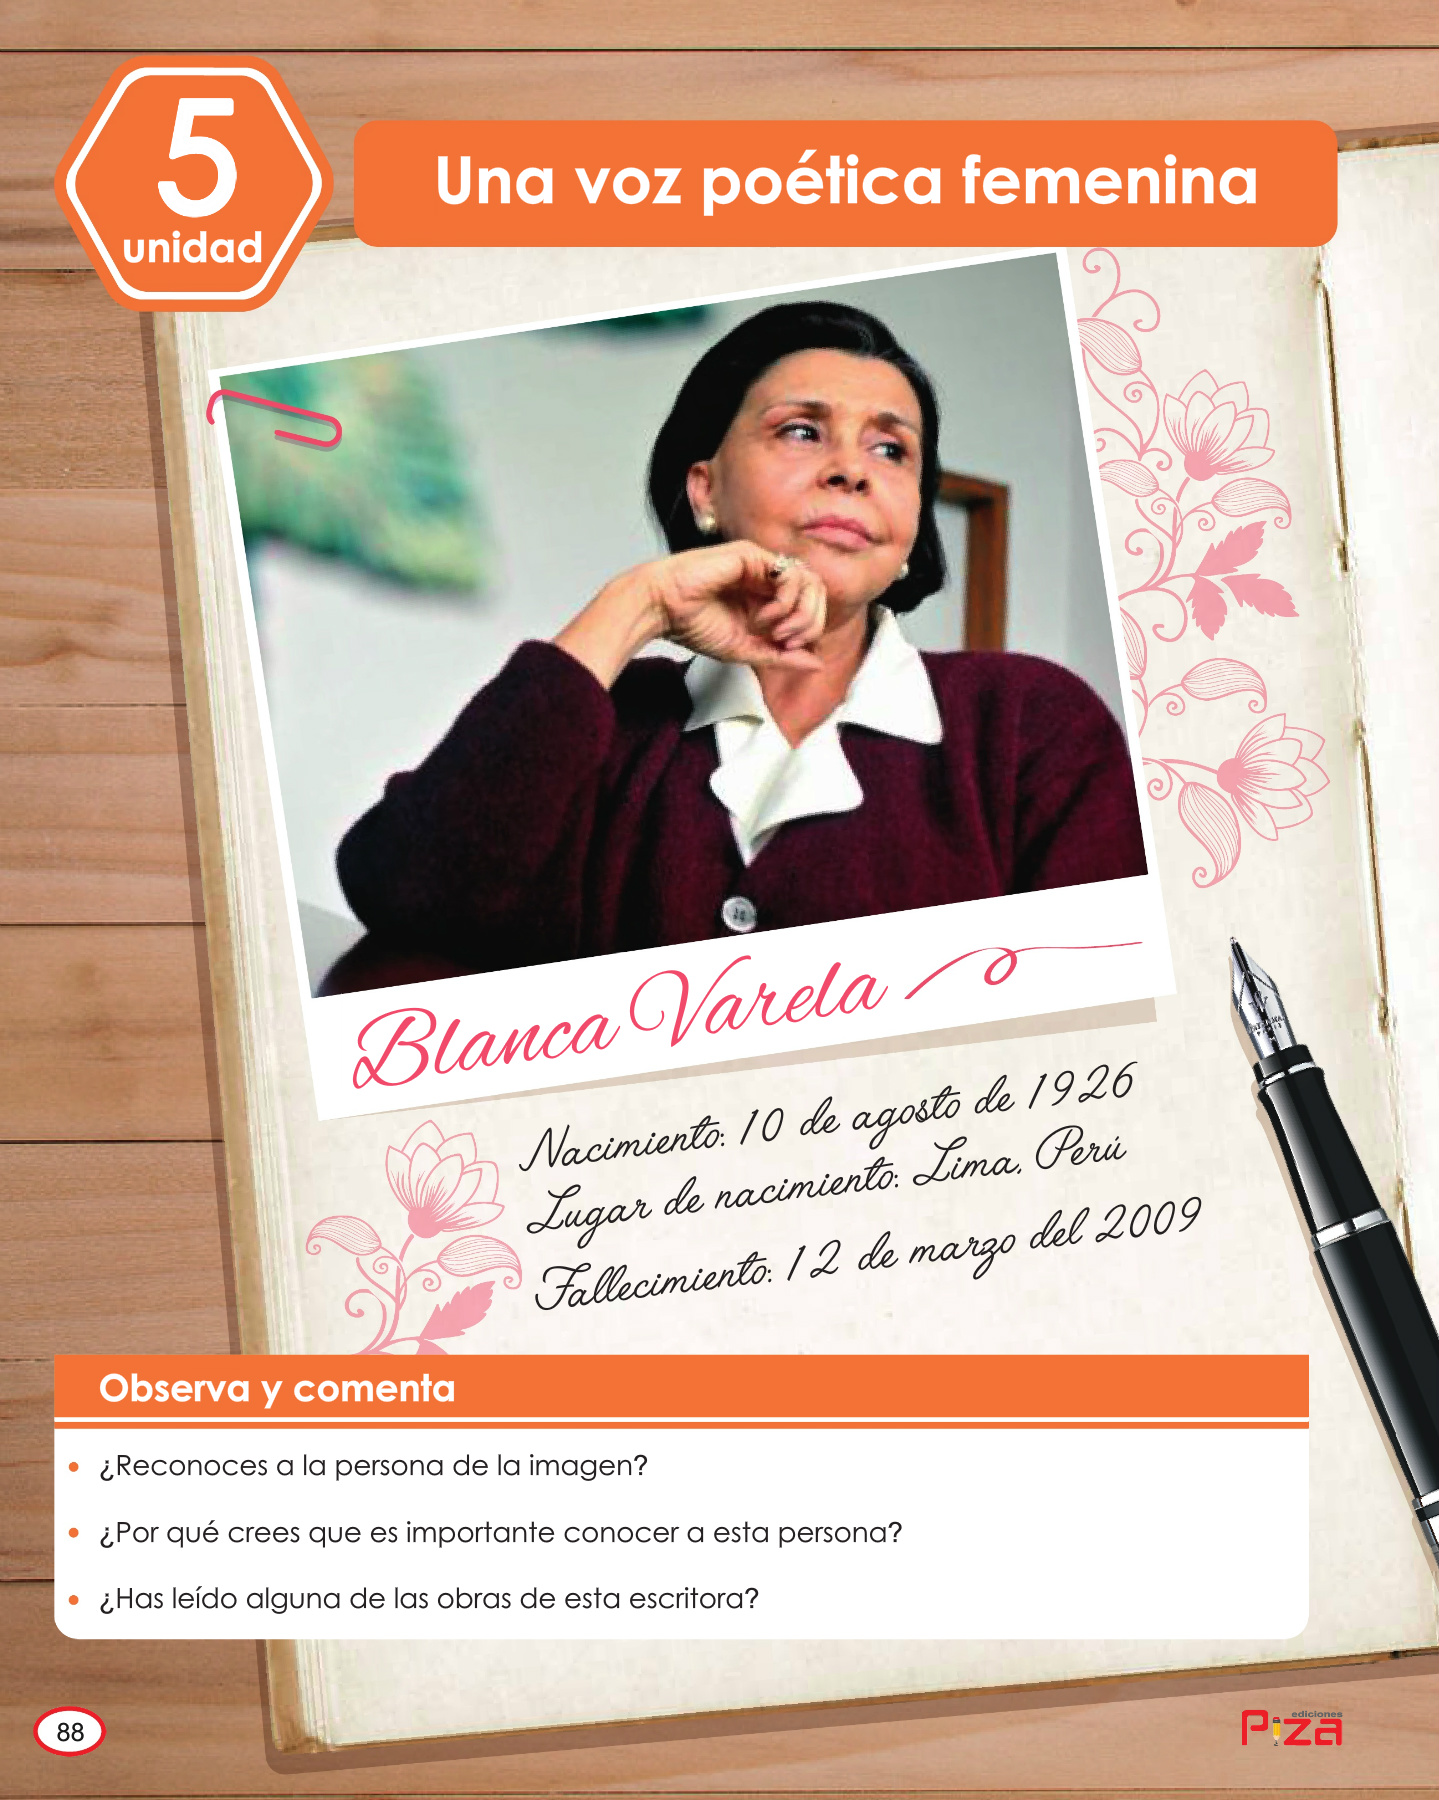 5
unidad
Una voz poética femenina
Blanca Varela
Nacimiento: 10 de agosto de 1926
Lugar de nacimiento: Lima, Perú
Fallecimiento: 12 de marzo del 2009
Observa y comenta
• ¿Reconoces a la persona de la imagen?
• ¿Por qué crees que es importante conocer a esta persona?
• ¿Has leído alguna de las obras de esta escritora?
88
ediciones
Piza